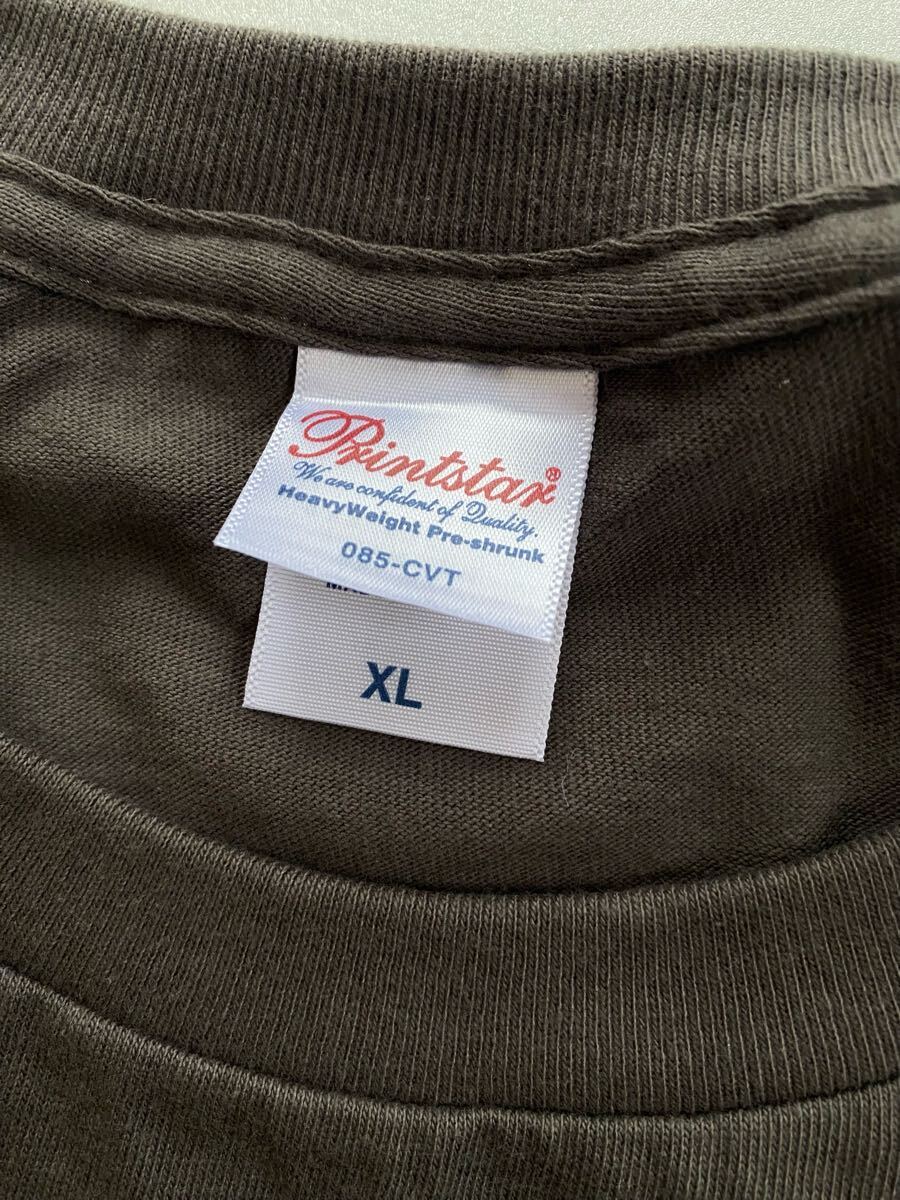 Printstar®
We are confident of Quality.
HeavyWeight Pre-shrunk
085-CVT
XL